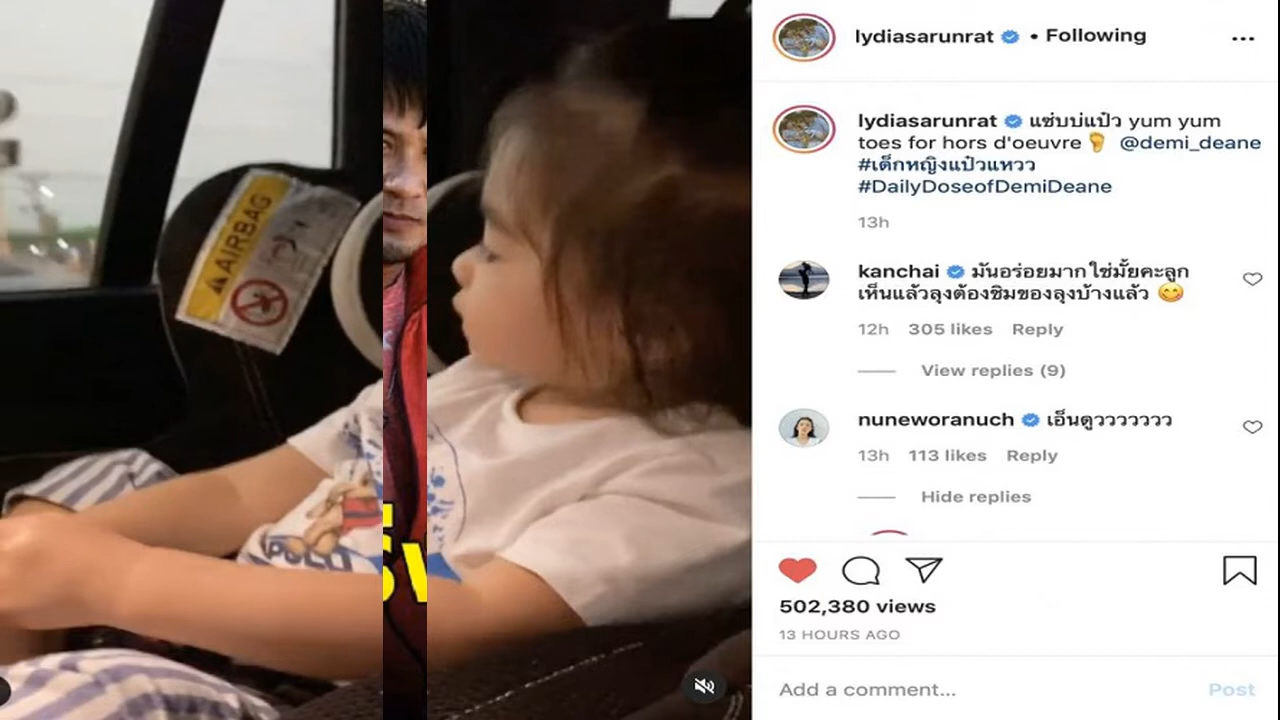 AIRBAG
POLO
lydiasarunrat • Following
lydiasarunrat แซ่บบ่แป๋ว yum yum
toes for hors d'oeuvre🦶 @demi_deane
#เด็กหญิงแป๋วแหวว
#DailyDoseofDemiDeane
13h
kanchai มันอร่อยมากใช่มั้ยคะลูก
เห็นแล้วลุงต้องชิมของลุงบ้างแล้ว 😋
12h 305 likes Reply
View replies (9)
nuneworanuch เอ็นดูววววววว
13h 113 likes Reply
Hide replies
502,380 views
13 HOURS AGO
Add a comment... Post